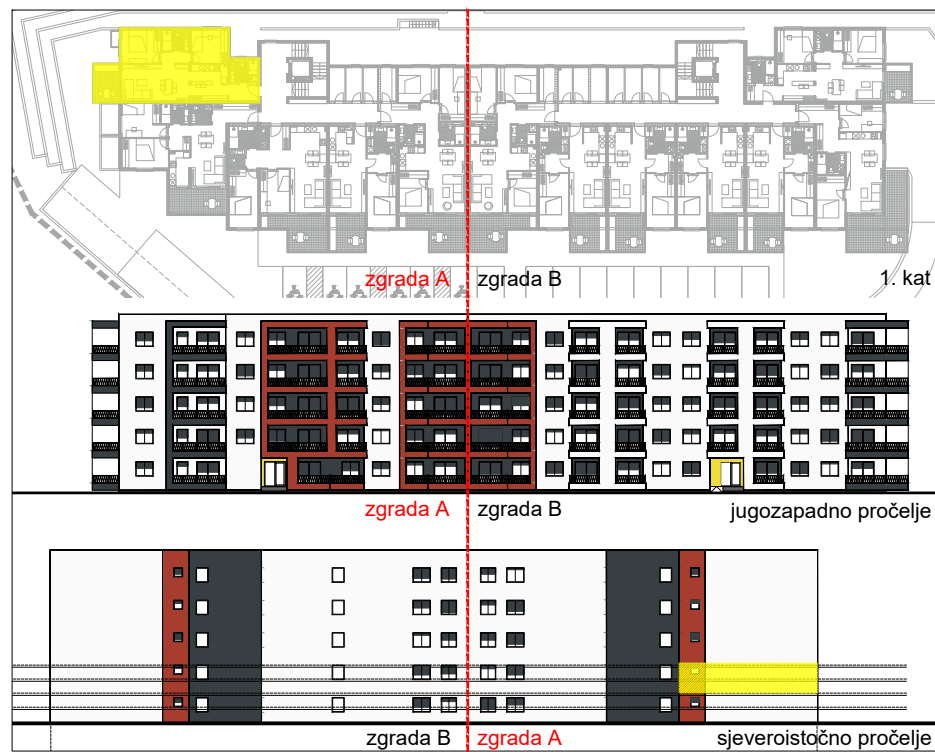 zgrada A zgrada B 1. kat
zgrada A zgrada B jugozapadno pročelje
zgrada B zgrada A sjeveroistočno pročelje